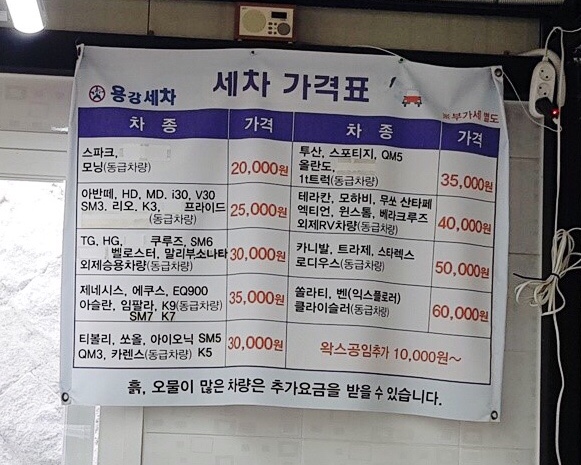 용강세차
세차 가격표
※부가세 별도
차 종 가격 차 종 가격
스파크,
모닝(동급차량)
20,000원
투산, 스포티지, QM5
올란도,
1t트럭(동급차량)
35,000원
아반떼, HD, MD, i30, V30
SM3, 리오, K3, 프라이드
(동급차량)
25,000원
테라칸, 모하비, 무쏘 산타페
엑티언, 윈스톰, 베라크루즈
외제RV차량(동급차량)
40,000원
TG, HG, 쿠루즈, SM6
벨로스터, 말리부소나타
외제승용차량(동급차량)
30,000원
카니발, 트라제, 스타렉스
로디우스(동급차량)
50,000원
제네시스, 에쿠스, EQ900
아슬란, 임팔라, K9(동급차량)
SM7 K7
35,000원
쏠라티, 벤(익스플로러)
클라이슬러(동급차량)
60,000원
티볼리, 쏘울, 아이오닉 SM5
QM3, 카렌스(동급차량) K5
30,000원
왁스공임추가 10,000원~
흙, 오물이 많은 차량은 추가요금을 받을 수 있습니다.